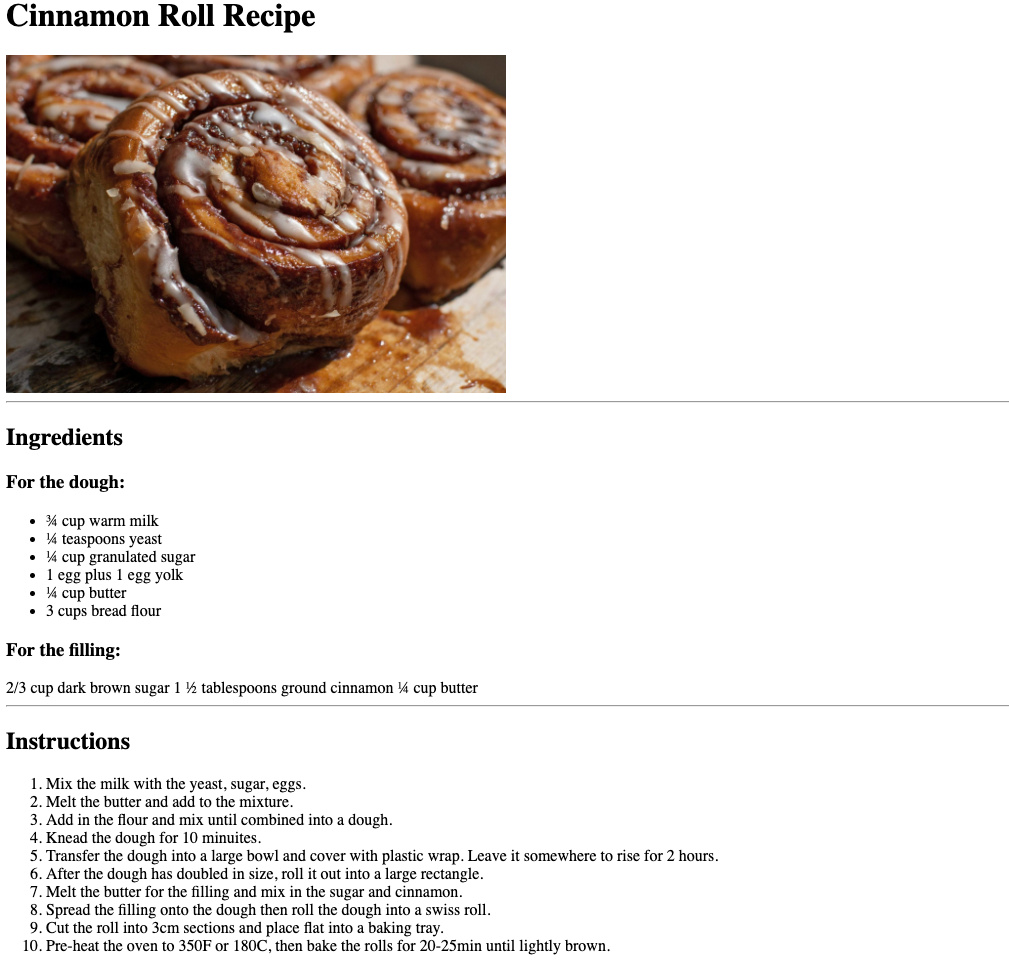 Cinnamon Roll Recipe
Ingredients
For the dough:
• ¾ cup warm milk
• ¼ teaspoons yeast
• ¼ cup granulated sugar
• 1 egg plus 1 egg yolk
• ¼ cup butter
• 3 cups bread flour
For the filling:
2/3 cup dark brown sugar 1 ½ tablespoons ground cinnamon ¼ cup butter
Instructions
1. Mix the milk with the yeast, sugar, eggs.
2. Melt the butter and add to the mixture.
3. Add in the flour and mix until combined into a dough.
4. Knead the dough for 10 minuites.
5. Transfer the dough into a large bowl and cover with plastic wrap. Leave it somewhere to rise for 2 hours.
6. After the dough has doubled in size, roll it out into a large rectangle.
7. Melt the butter for the filling and mix in the sugar and cinnamon.
8. Spread the filling onto the dough then roll the dough into a swiss roll.
9. Cut the roll into 3cm sections and place flat into a baking tray.
10. Pre-heat the oven to 350F or 180C, then bake the rolls for 20-25min until lightly brown.